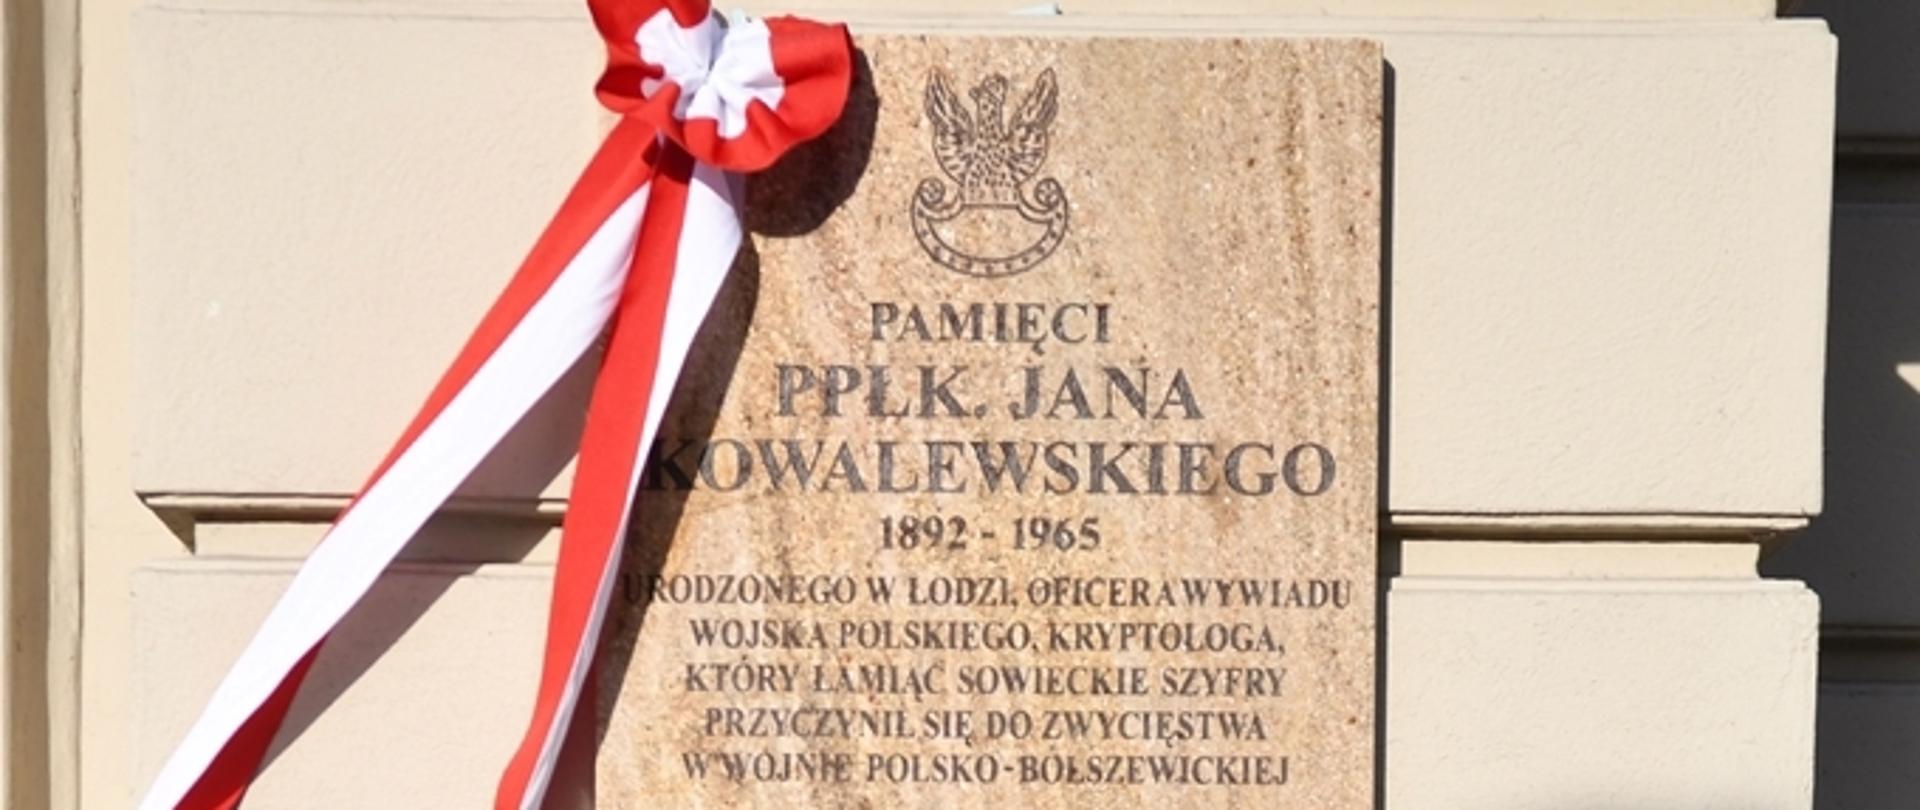 PAMIĘCI
PPŁK. JANA
KOWALEWSKIEGO
1892 - 1965
URODZONEGO W ŁODZI, OFICERA WYWIADU
WOJSKA POLSKIEGO, KRYPTOLOGA,
KTÓRY ŁAMIĄC SOWIECKIE SZYFRY
PRZYCZYNIŁ SIĘ DO ZWYCIĘSTWA
W WOJNIE POLSKO-BOLSZEWICKIEJ